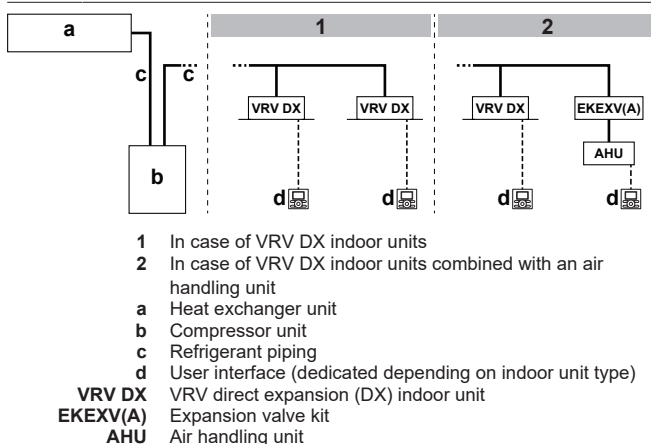 a
1
2
c
c
VRV DX
VRV DX
VRV DX
EKEXV(A)
AHU
b
d
d
d
d
1 In case of VRV DX indoor units
2 In case of VRV DX indoor units combined with an air
handling unit
a Heat exchanger unit
b Compressor unit
c Refrigerant piping
d User interface (dedicated depending on indoor unit type)
VRV DX VRV direct expansion (DX) indoor unit
EKEXV(A) Expansion valve kit
AHU Air handling unit